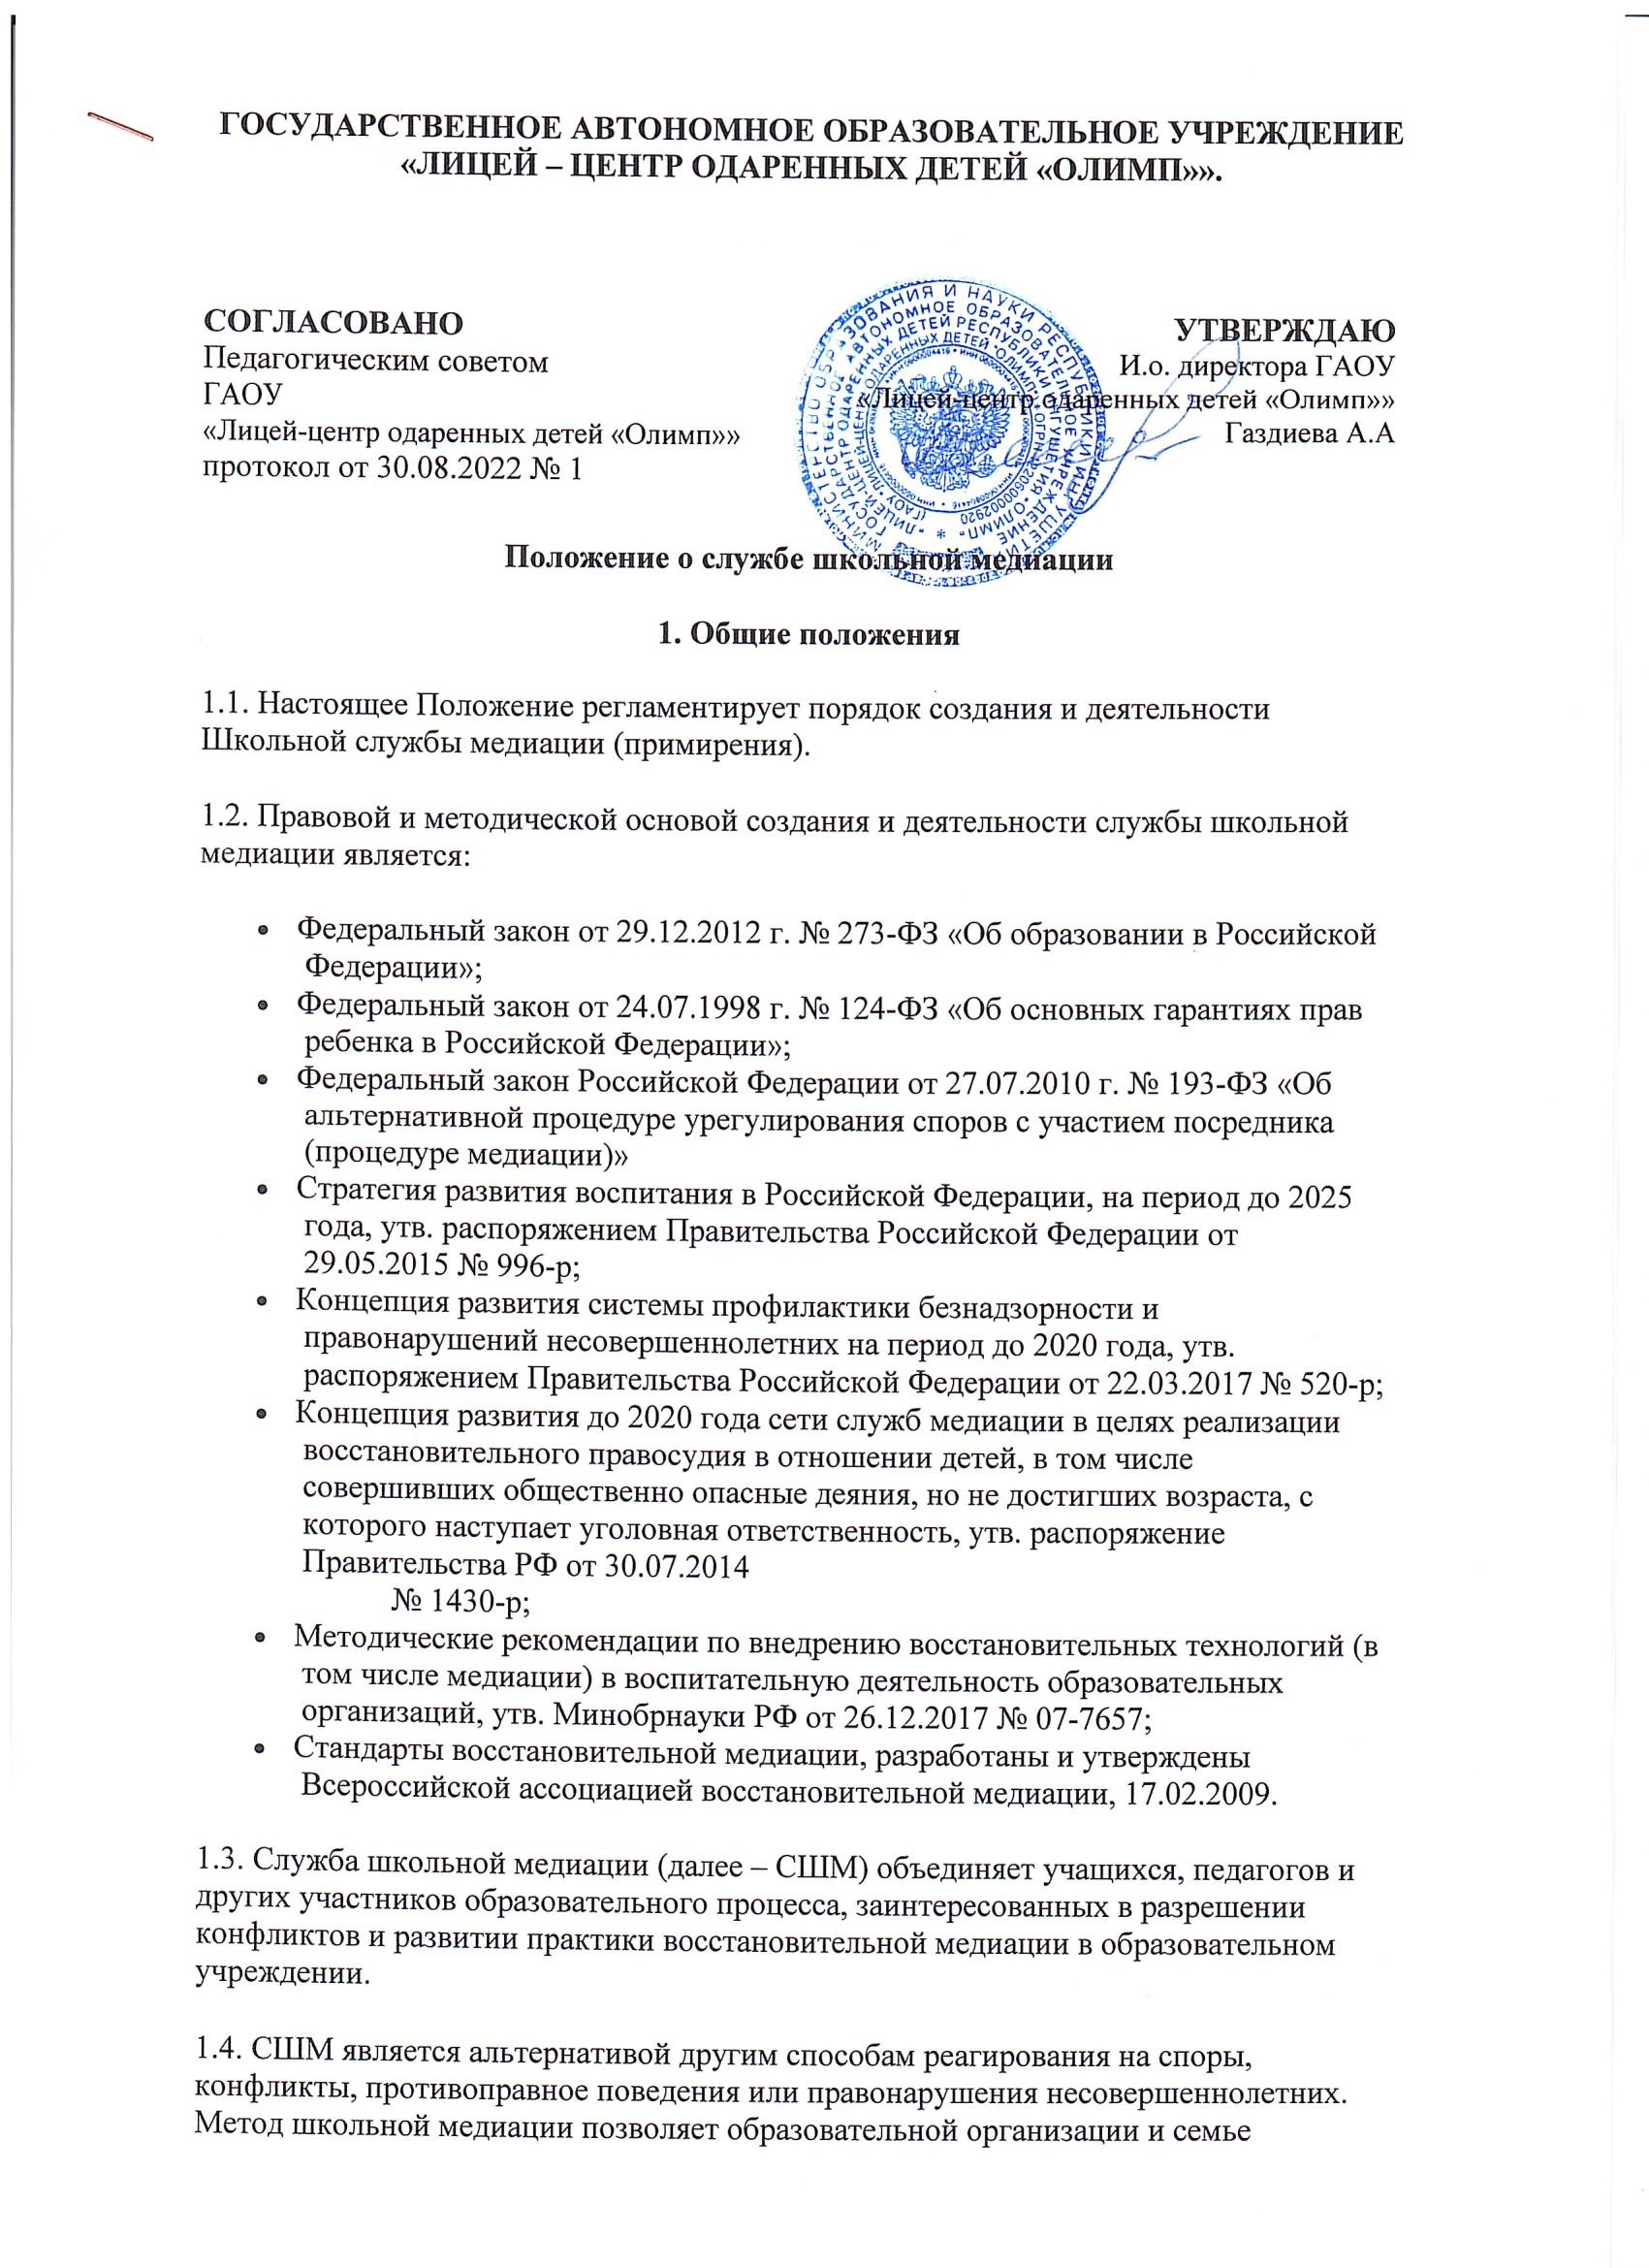 ГОСУДАРСТВЕННОЕ АВТОНОМНОЕ ОБРАЗОВАТЕЛЬНОЕ УЧРЕЖДЕНИЕ
«ЛИЦЕЙ – ЦЕНТР ОДАРЕННЫХ ДЕТЕЙ «ОЛИМП»».
СОГЛАСОВАНО
Педагогическим советом
ГАОУ
«Лицей-центр одаренных детей «Олимп»»
протокол от 30.08.2022 № 1
УТВЕРЖДАЮ
И.о. директора ГАОУ
«Лицей-центр одаренных детей «Олимп»»
Газдиева А.А
Положение о службе школьной медиации
1. Общие положения
1.1. Настоящее Положение регламентирует порядок создания и деятельности
Школьной службы медиации (примирения).
1.2. Правовой и методической основой создания и деятельности службы школьной
медиации является:
• Федеральный закон от 29.12.2012 г. № 273-ФЗ «Об образовании в Российской
Федерации»;
• Федеральный закон от 24.07.1998 г. № 124-ФЗ «Об основных гарантиях прав
ребенка в Российской Федерации»;
• Федеральный закон Российской Федерации от 27.07.2010 г. № 193-ФЗ «Об
альтернативной процедуре урегулирования споров с участием посредника
(процедуре медиации)»
• Стратегия развития воспитания в Российской Федерации, на период до 2025
года, утв. распоряжением Правительства Российской Федерации от
29.05.2015 № 996-р;
• Концепция развития системы профилактики безнадзорности и
правонарушений несовершеннолетних на период до 2020 года, утв.
распоряжением Правительства Российской Федерации от 22.03.2017 № 520-р;
• Концепция развития до 2020 года сети служб медиации в целях реализации
восстановительного правосудия в отношении детей, в том числе
совершивших общественно опасные деяния, но не достигших возраста, с
которого наступает уголовная ответственность, утв. распоряжение
Правительства РФ от 30.07.2014
№ 1430-р;
• Методические рекомендации по внедрению восстановительных технологий (в
том числе медиации) в воспитательную деятельность образовательных
организаций, утв. Минобрнауки РФ от 26.12.2017 № 07-7657;
• Стандарты восстановительной медиации, разработаны и утверждены
Всероссийской ассоциацией восстановительной медиации, 17.02.2009.
1.3. Служба школьной медиации (далее – СШМ) объединяет учащихся, педагогов и
других участников образовательного процесса, заинтересованных в разрешении
конфликтов и развитии практики восстановительной медиации в образовательном
учреждении.
1.4. СШМ является альтернативой другим способам реагирования на споры,
конфликты, противоправное поведения или правонарушения несовершеннолетних.
Метод школьной медиации позволяет образовательной организации и семье